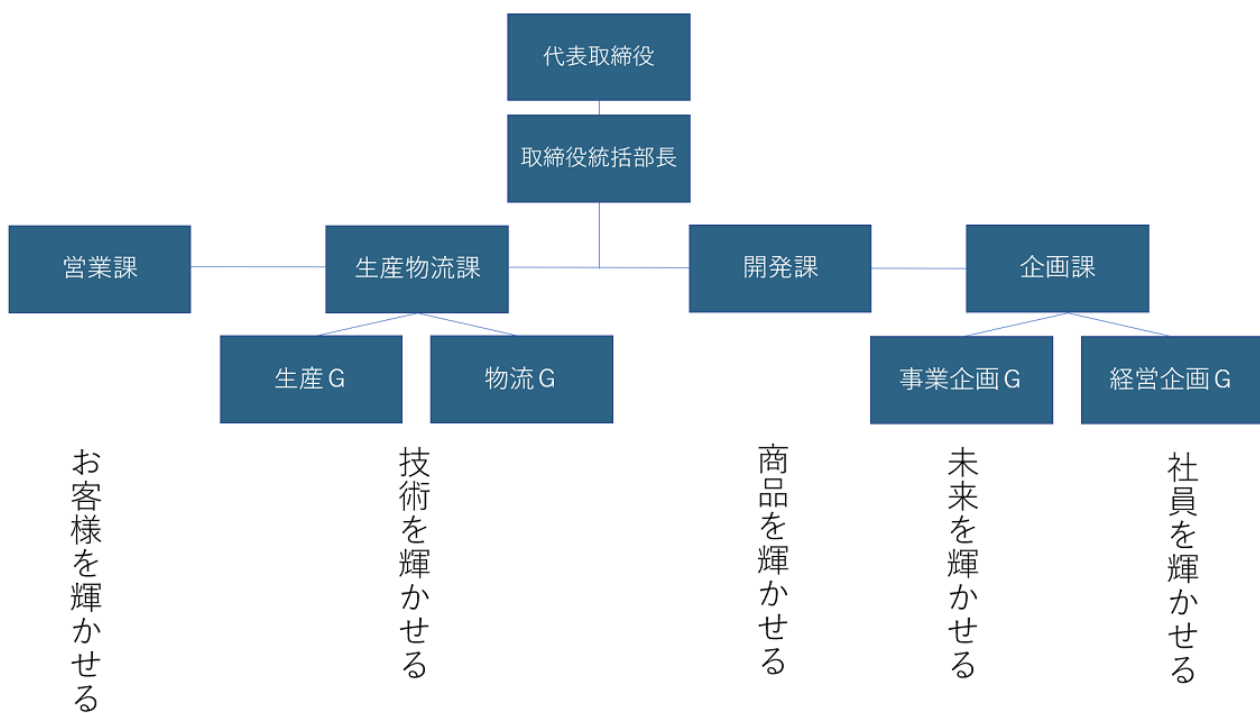 代表取締役
取締役統括部長
営業課
生産物流課
開発課
企画課
生産G
物流G
事業企画G
経営企画G
お客様を輝かせる
技術を輝かせる
商品を輝かせる
未来を輝かせる
社員を輝かせる